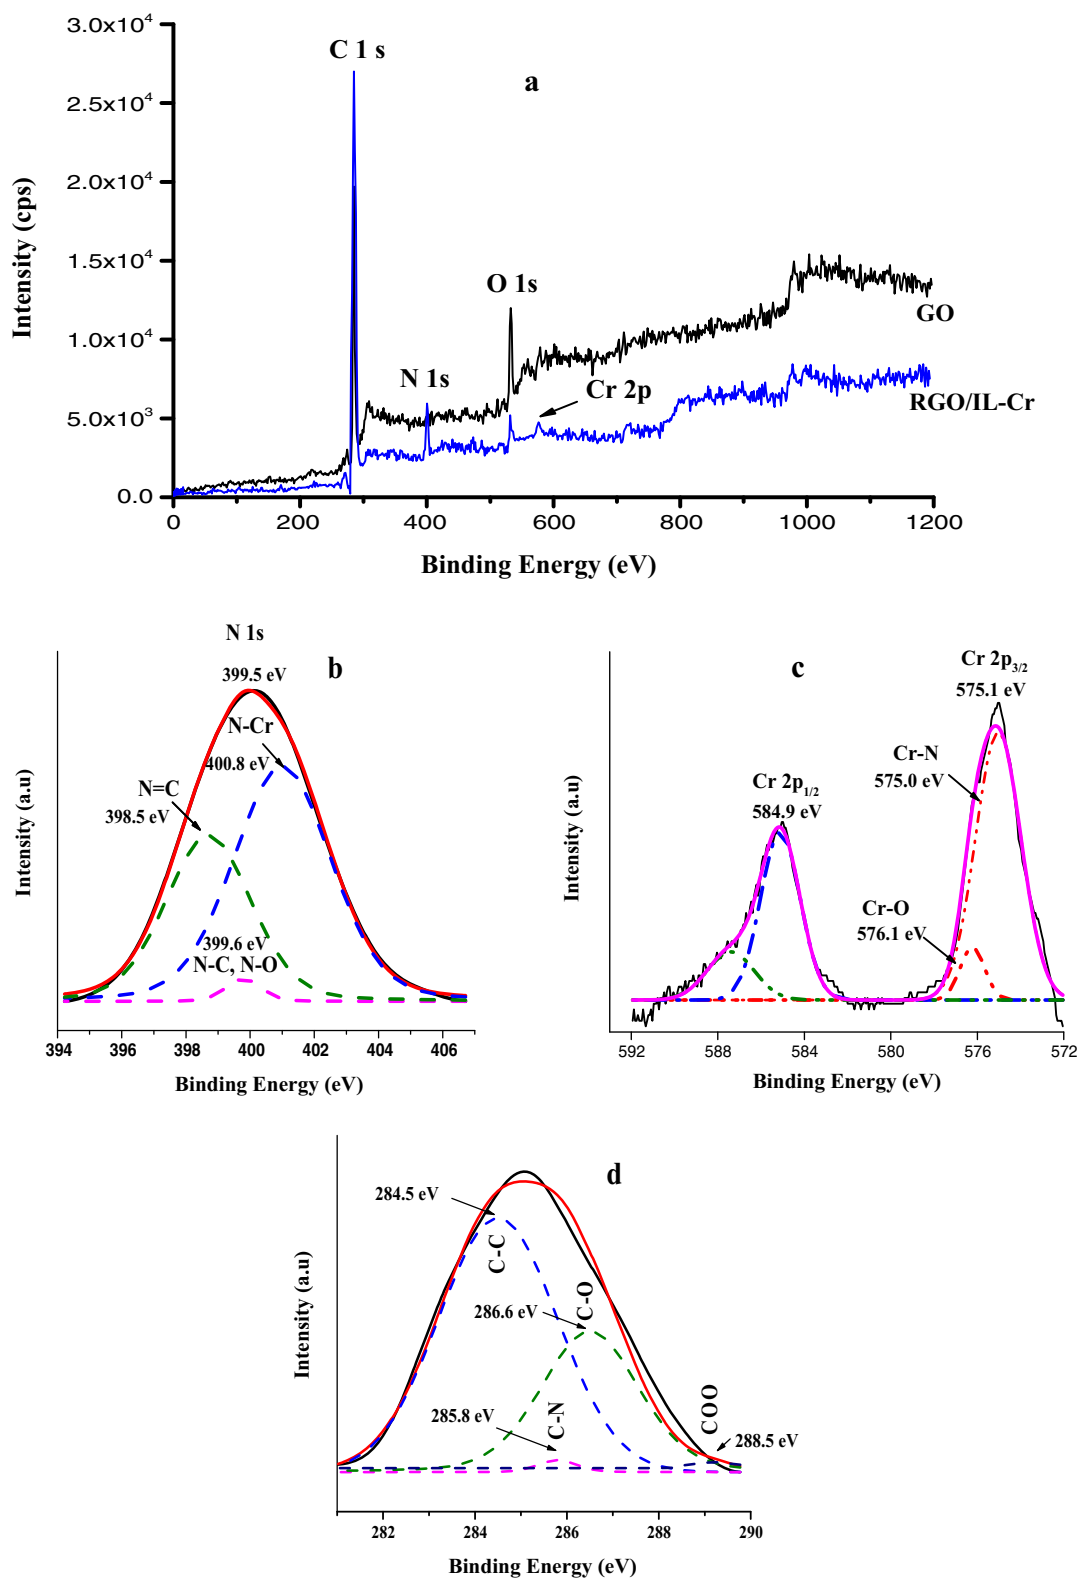 3.0x10⁴
C 1 s
a
2.5x10⁴
2.0x10⁴
Intensity (cps)
1.5x10⁴
O 1s
GO
1.0x10⁴
N 1s
Cr 2p
RGO/IL-Cr
5.0x10³
0.0
0 200 400 600 800 1000 1200
Binding Energy (eV)
N 1s
b
399.5 eV
N-Cr
400.8 eV
N=C
398.5 eV
399.6 eV
N-C, N-O
Intensity (a.u)
394 396 398 400 402 404 406
Binding Energy (eV)
c
Cr 2p3/2
575.1 eV
Cr-N
575.0 eV
Cr 2p1/2
584.9 eV
Cr-O
576.1 eV
Intensity (a.u)
592 588 584 580 576 572
Binding Energy (eV)
d
284.5 eV
C-C
286.6 eV
C-O
285.8 eV
C-N
COO
288.5 eV
Intensity (a.u)
282 284 286 288 290
Binding Energy (eV)